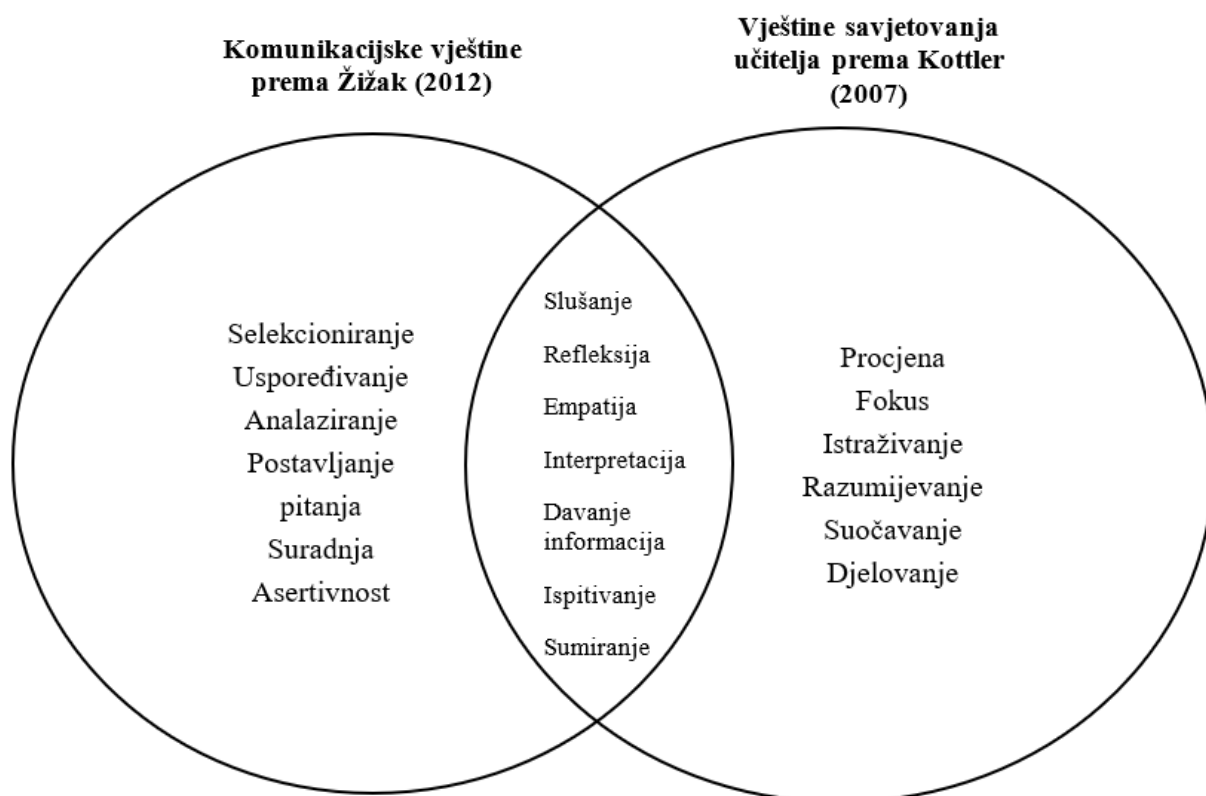 Komunikacijske vještine
prema Žižak (2012)
Vještine savjetovanja
učitelja prema Kottler
(2007)
Selekcioniranje
Uspoređivanje
Analaziranje
Postavljanje
pitanja
Suradnja
Asertivnost
Slušanje
Refleksija
Empatija
Interpretacija
Davanje
informacija
Ispitivanje
Sumiranje
Procjena
Fokus
Istraživanje
Razumijevanje
Suočavanje
Djelovanje